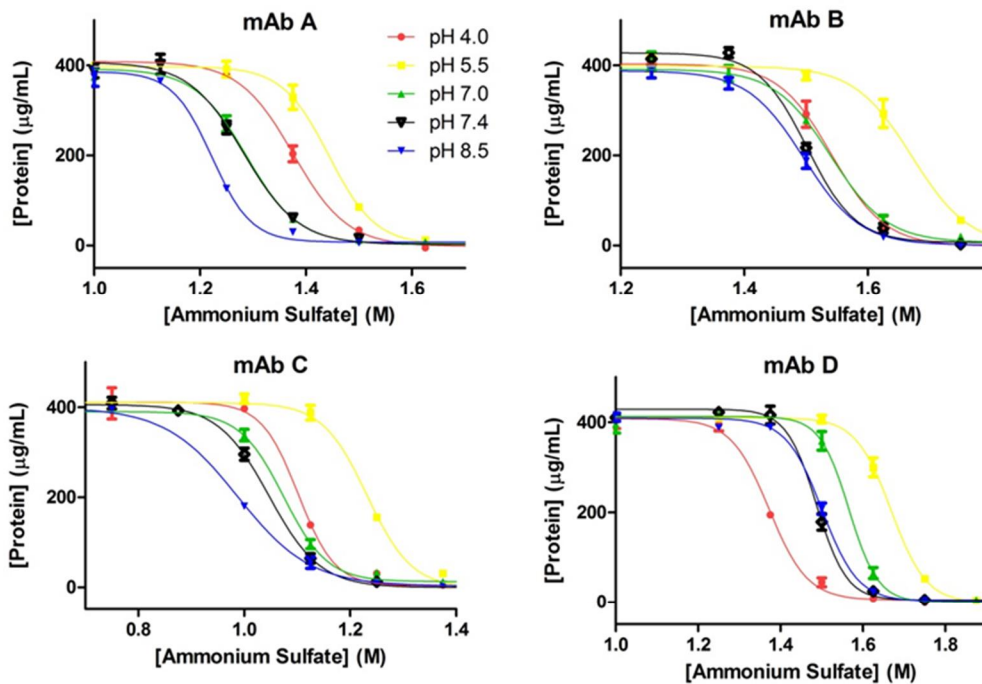 mAb A
[Protein] (µg/mL)
400
200
0
1.0 1.2 1.4 1.6
[Ammonium Sulfate] (M)
pH 4.0
pH 5.5
pH 7.0
pH 7.4
pH 8.5
mAb B
[Protein] (µg/mL)
400
200
0
1.2 1.4 1.6
[Ammonium Sulfate] (M)
mAb C
[Protein] (µg/mL)
400
200
0
0.8 1.0 1.2 1.4
[Ammonium Sulfate] (M)
mAb D
[Protein] (µg/mL)
400
200
0
1.0 1.2 1.4 1.6 1.8
[Ammonium Sulfate] (M)